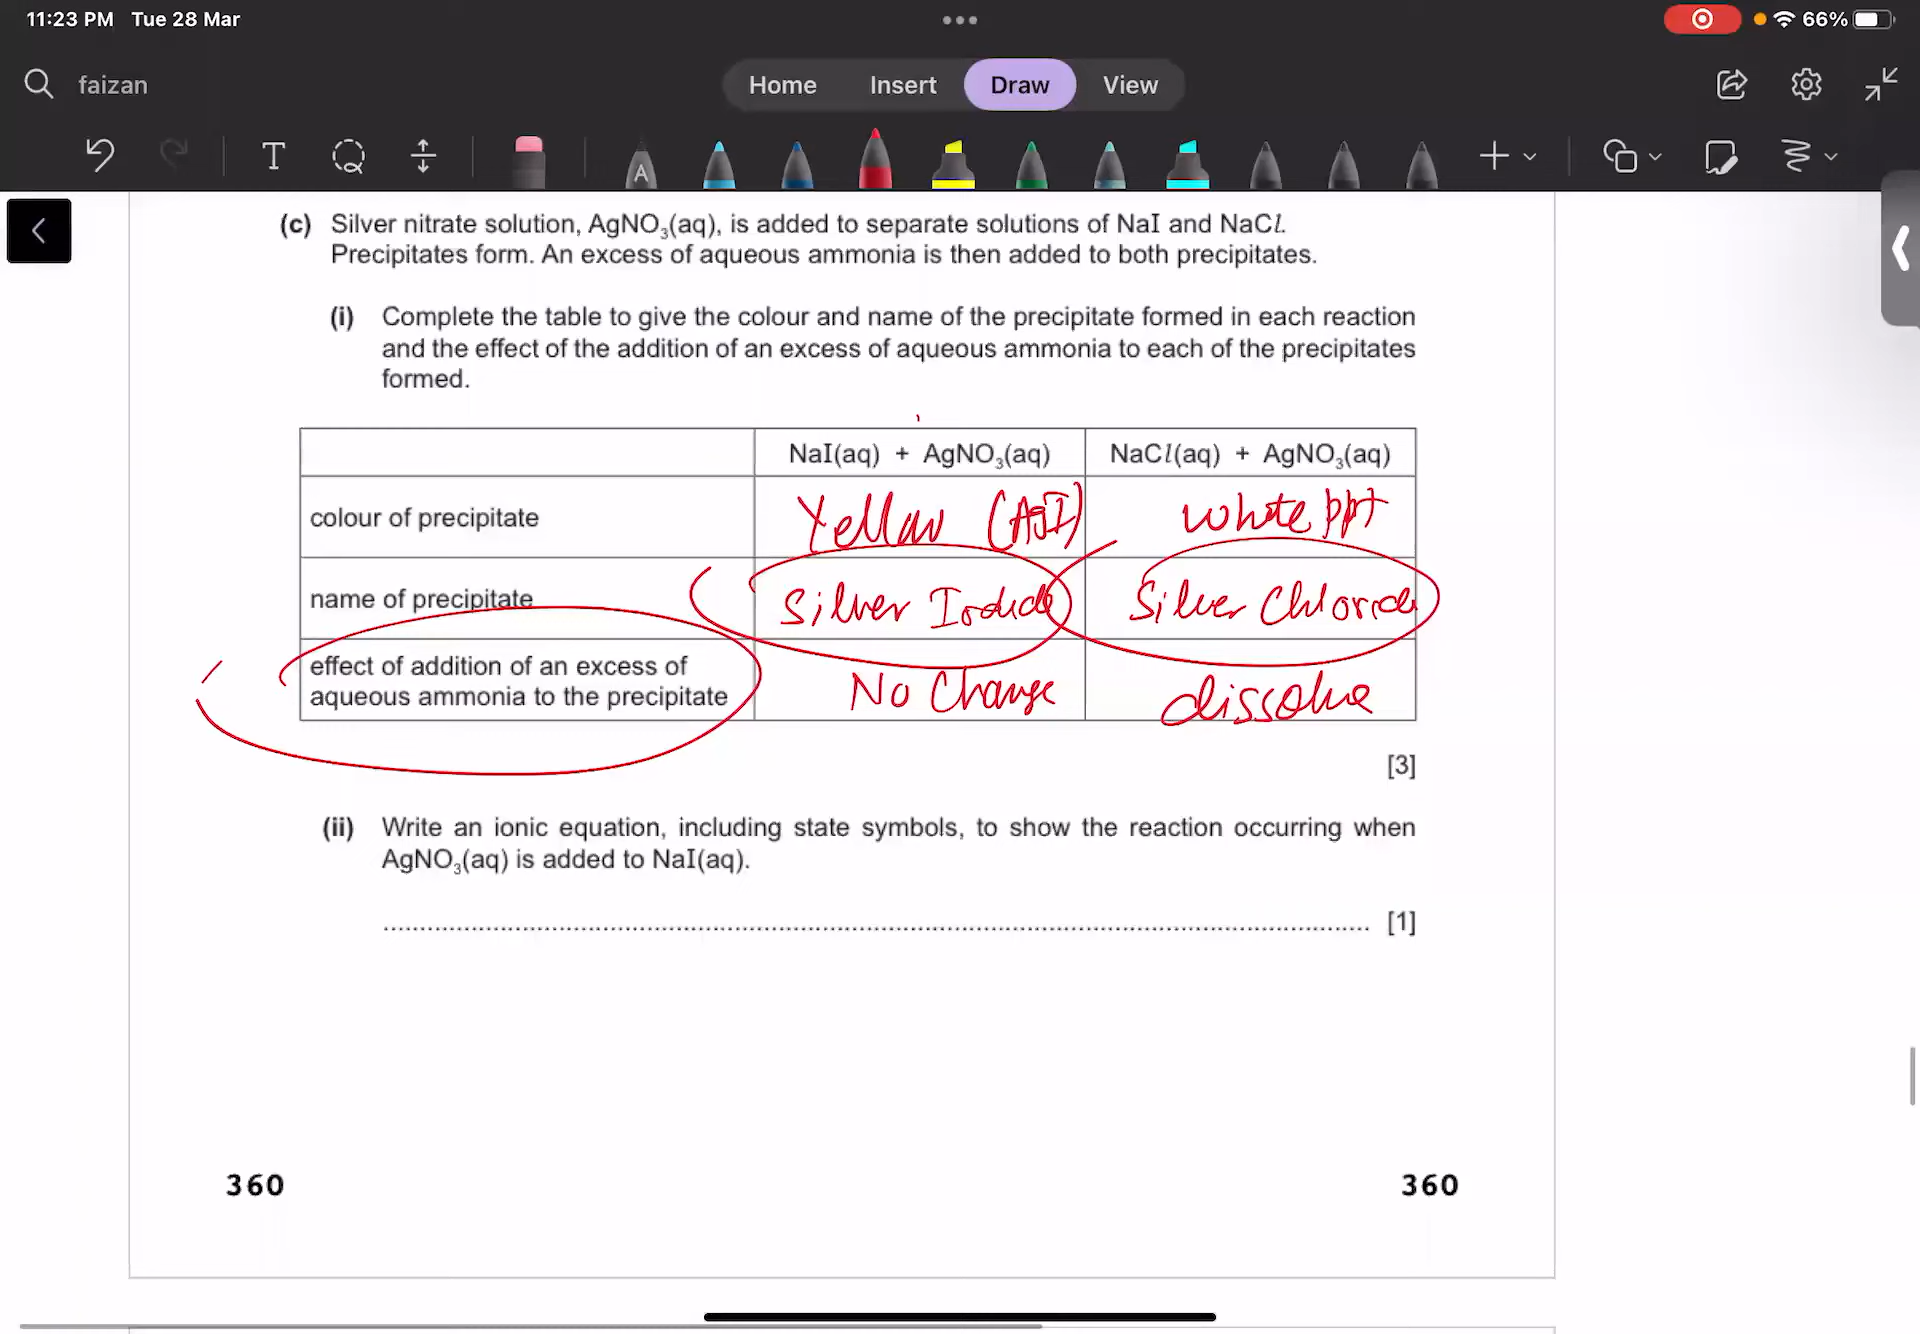 11:23 PM Tue 28 Mar
66%
faizan
Home Insert Draw View
T
A
(c) Silver nitrate solution, AgNO₃(aq), is added to separate solutions of NaI and NaCl.
Precipitates form. An excess of aqueous ammonia is then added to both precipitates.
(i) Complete the table to give the colour and name of the precipitate formed in each reaction
and the effect of the addition of an excess of aqueous ammonia to each of the precipitates
formed.
NaI(aq) + AgNO₃(aq) NaCl(aq) + AgNO₃(aq)
colour of precipitate Yellow (AgI) white ppt
name of precipitate Silver Iodide Silver Chloride
effect of addition of an excess of
aqueous ammonia to the precipitate No Change dissolve
[3]
(ii) Write an ionic equation, including state symbols, to show the reaction occurring when
AgNO₃(aq) is added to NaI(aq).
[1]
360 360